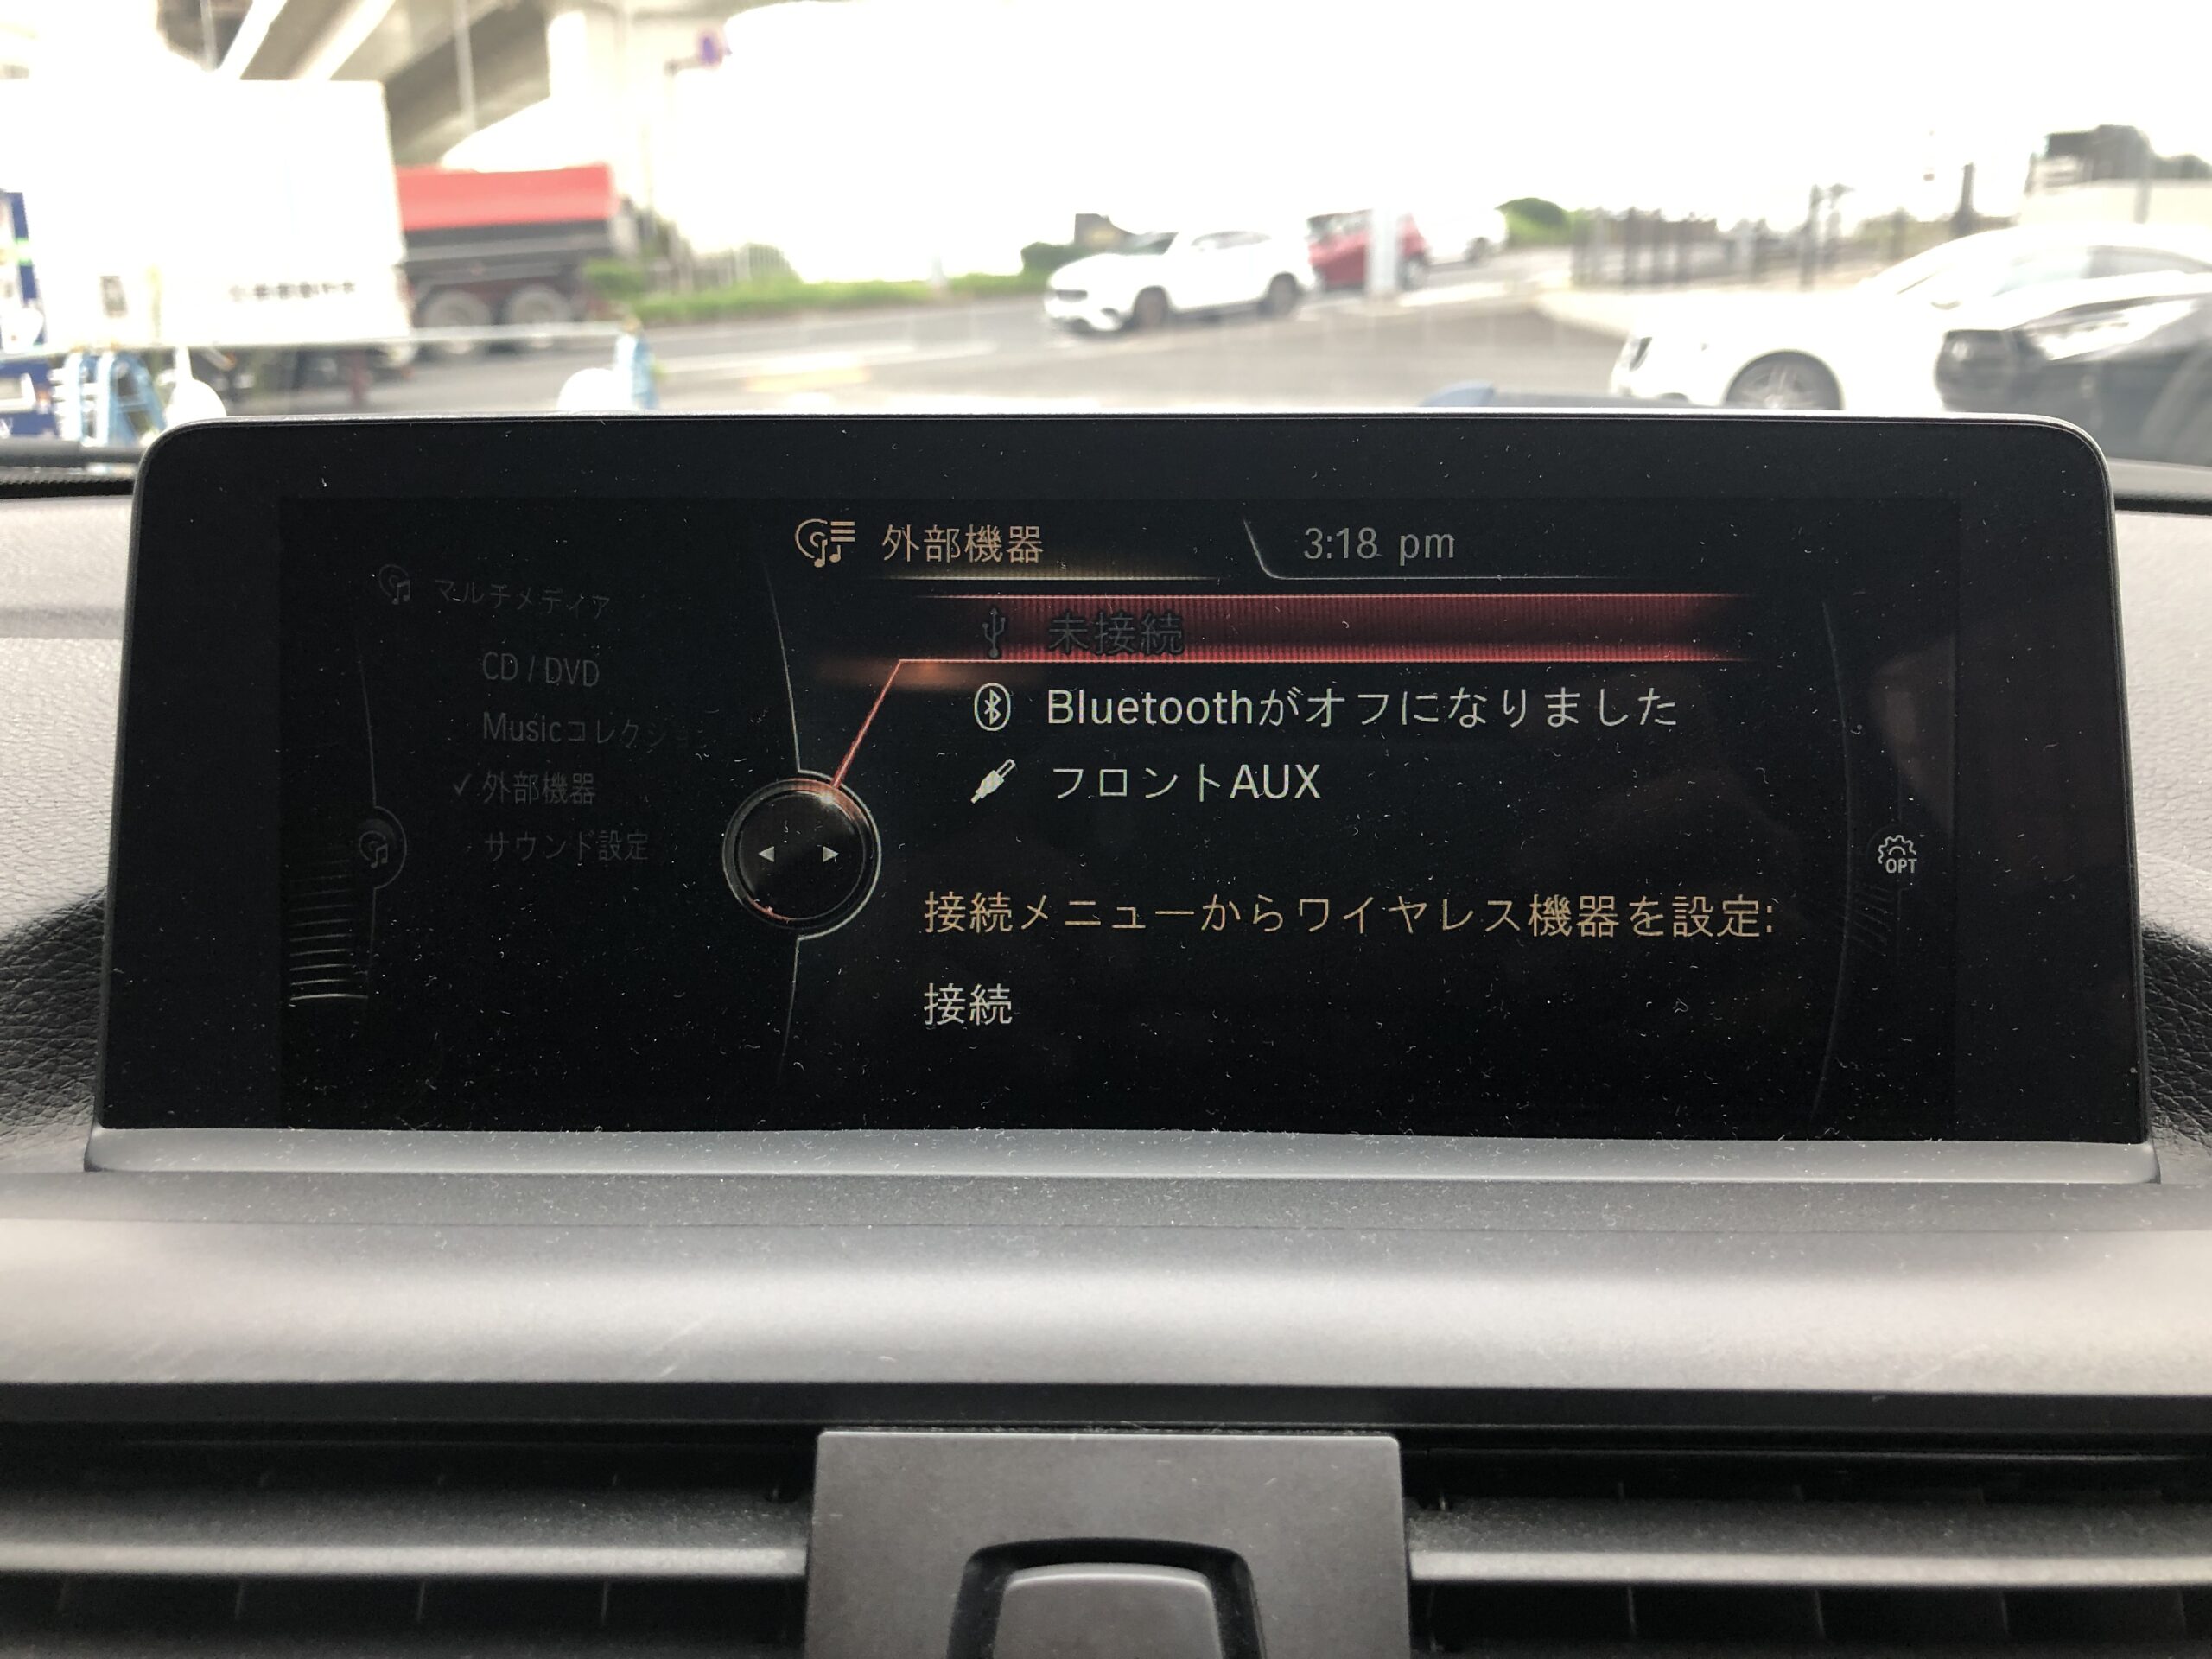 外部機器
3:18 pm
マルチメディア
CD / DVD
Musicコレクショ
✓ 外部機器
サウンド設定
未接続
Bluetoothがオフになりました
フロントAUX
接続メニューからワイヤレス機器を設定:
接続
OPT